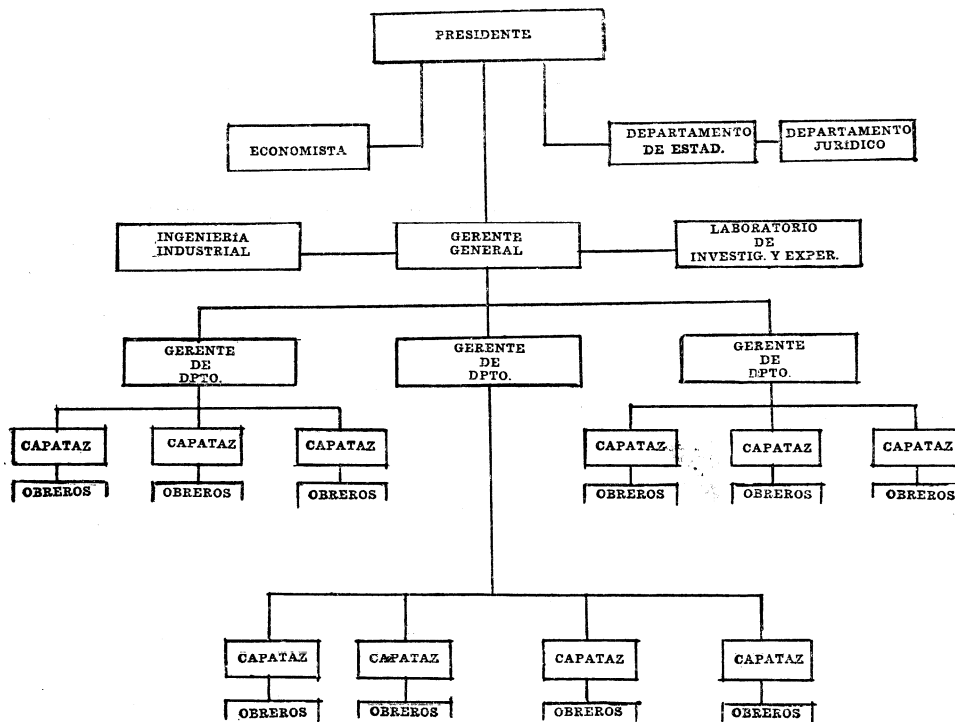 PRESIDENTE
ECONOMISTA
DEPARTAMENTO
DE ESTAD.
DEPARTAMENTO
JURÍDICO
INGENIERÍA
INDUSTRIAL
GERENTE
GENERAL
LABORATORIO
DE
INVESTIG. Y EXPER.
GERENTE
DE
DPTO.
GERENTE
DE
DPTO.
GERENTE
DE
DPTO.
CAPATAZ
CAPATAZ
CAPATAZ
CAPATAZ
CAPATAZ
CAPATAZ
OBREROS
OBREROS
OBREROS
OBREROS
OBREROS
OBREROS
CAPATAZ
CAPATAZ
CAPATAZ
CAPATAZ
OBREROS
OBREROS
OBREROS
OBREROS